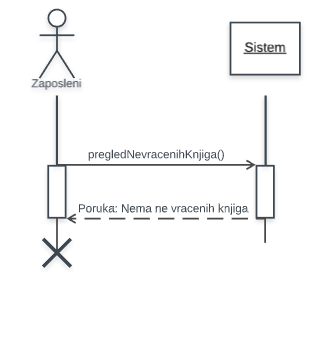 Zaposleni
Sistem
pregledNevracenihKnjiga()
Poruka: Nema ne vracenih knjiga